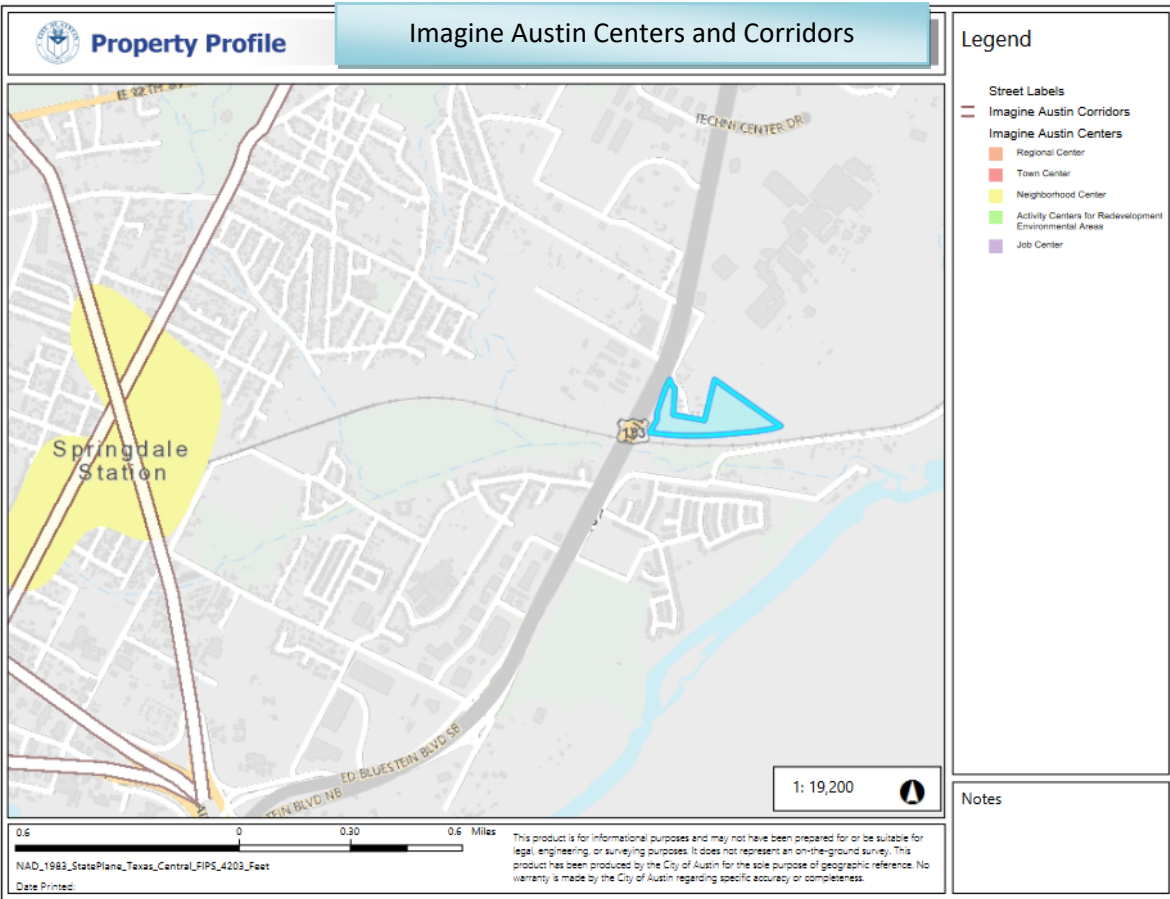 Property Profile
Imagine Austin Centers and Corridors
TECHNI CENTER DR
Springdale
Station
183
ED BLUESTEIN BLVD SB
TEIN BLVD NB
1: 19,200
Legend
Street Labels
Imagine Austin Corridors
Imagine Austin Centers
Regional Center
Town Center
Neighborhood Center
Activity Centers for Redevelopment
Environmental Areas
Job Center
Notes
0.6 0 0.30 0.6 Miles
NAD_1983_StatePlane_Texas_Central_FIPS_4203_Feet
Date Printed:
This product is for informational purposes and may not have been prepared for or be suitable for
legal, engineering, or surveying purposes. It does not represent an on-the-ground survey. This
product has been produced by the City of Austin for the sole purpose of geographic reference. No
warranty is made by the City of Austin regarding specific accuracy or completeness.